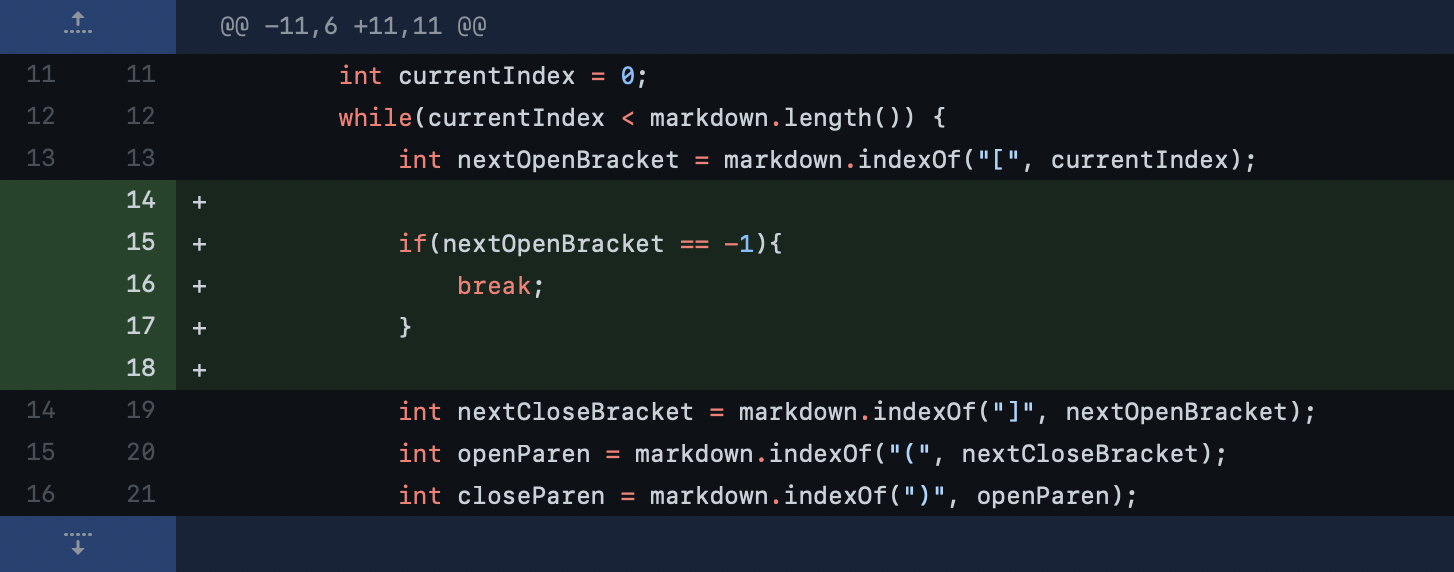 @@ -11,6 +11,11 @@
11 11 int currentIndex = 0;
12 12 while(currentIndex < markdown.length()) {
13 13 int nextOpenBracket = markdown.indexOf("[", currentIndex);
14 +
15 + if(nextOpenBracket == -1){
16 + break;
17 + }
18 +
14 19 int nextCloseBracket = markdown.indexOf("]", nextOpenBracket);
15 20 int openParen = markdown.indexOf("(", nextCloseBracket);
16 21 int closeParen = markdown.indexOf(")", openParen);